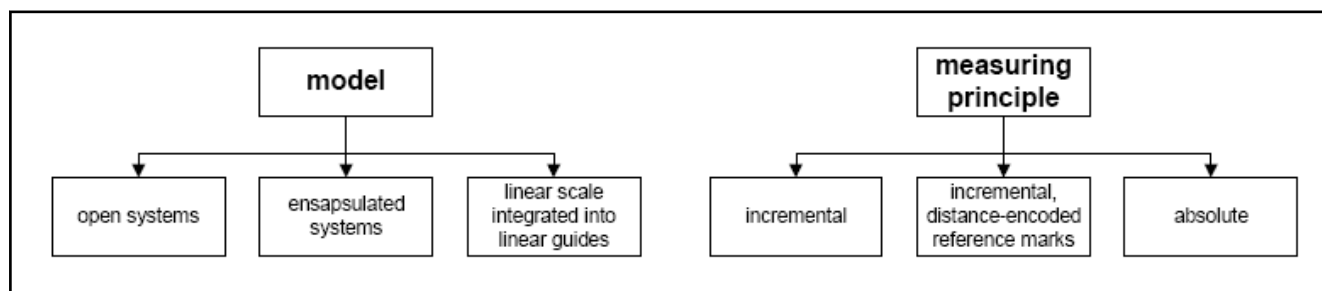 model
measuring
principle
open systems
ensapsulated
systems
linear scale
integrated into
linear guides
incremental
incremental,
distance-encoded
reference marks
absolute